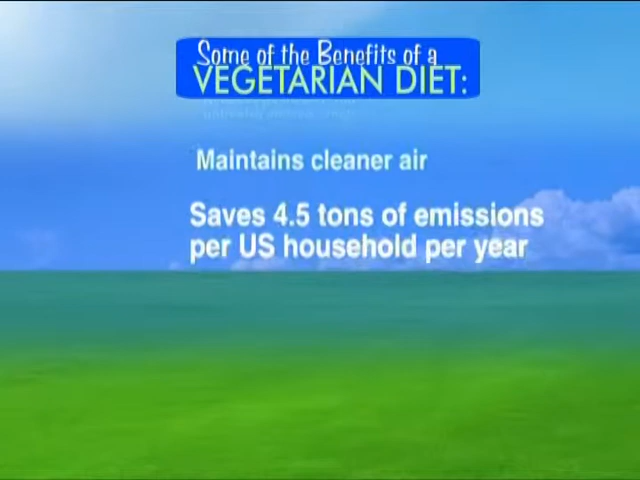 Some of the Benefits of a
VEGETARIAN DIET:
Maintains cleaner air
Saves 4.5 tons of emissions
per US household per year